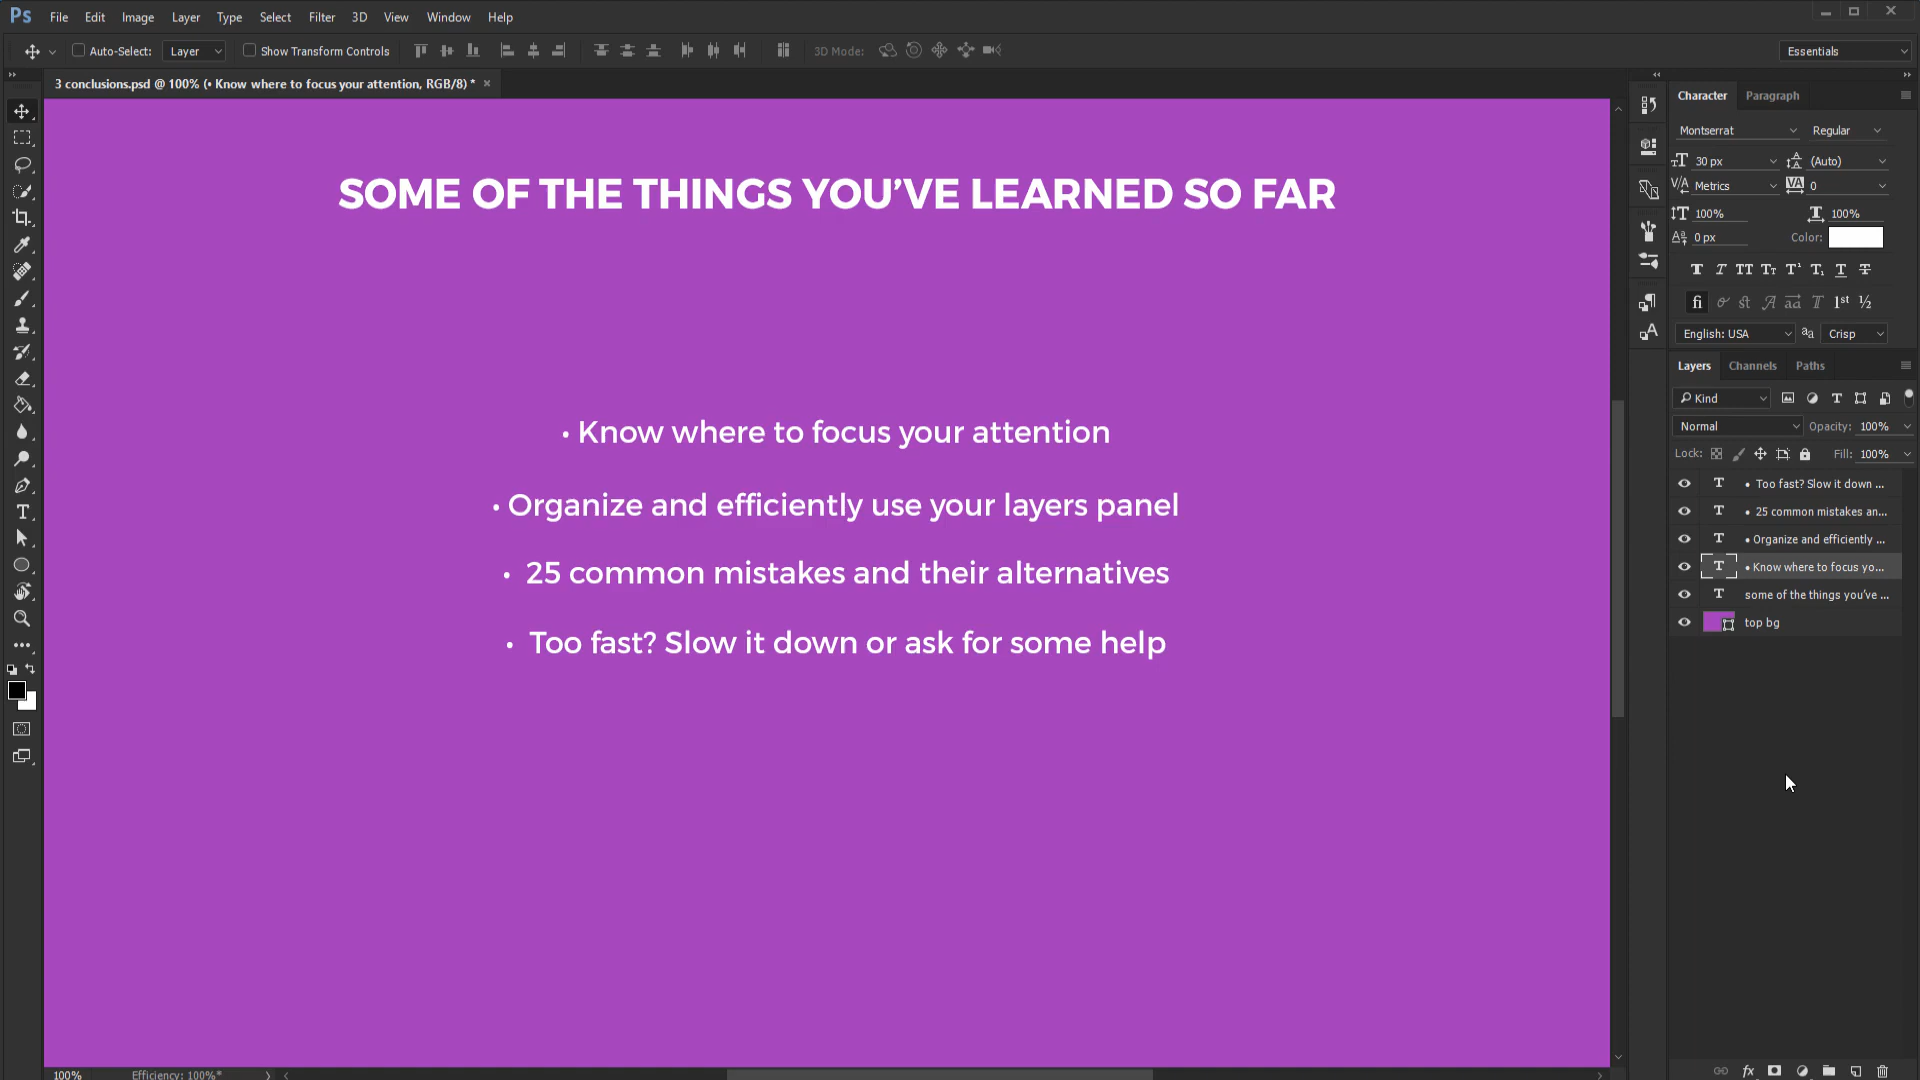 Ps File Edit Image Layer Type Select Filter 3D View Window Help
Auto-Select: Layer Show Transform Controls 3D Mode: Essentials
3 conclusions.psd @ 100% (• Know where to focus your attention, RGB/8) * ×
SOME OF THE THINGS YOU’VE LEARNED SO FAR
• Know where to focus your attention
• Organize and efficiently use your layers panel
• 25 common mistakes and their alternatives
• Too fast? Slow it down or ask for some help
Character Paragraph
Montserrat Regular
30 px (Auto)
Metrics 0
100% 100%
0 px Color:
English: USA Crisp
Layers Channels Paths
Kind
Normal Opacity: 100%
Lock: Fill: 100%
• Too fast? Slow it down ...
• 25 common mistakes an...
• Organize and efficiently ...
• Know where to focus yo...
some of the things you’ve ...
top bg
100% Efficiency: 100%*